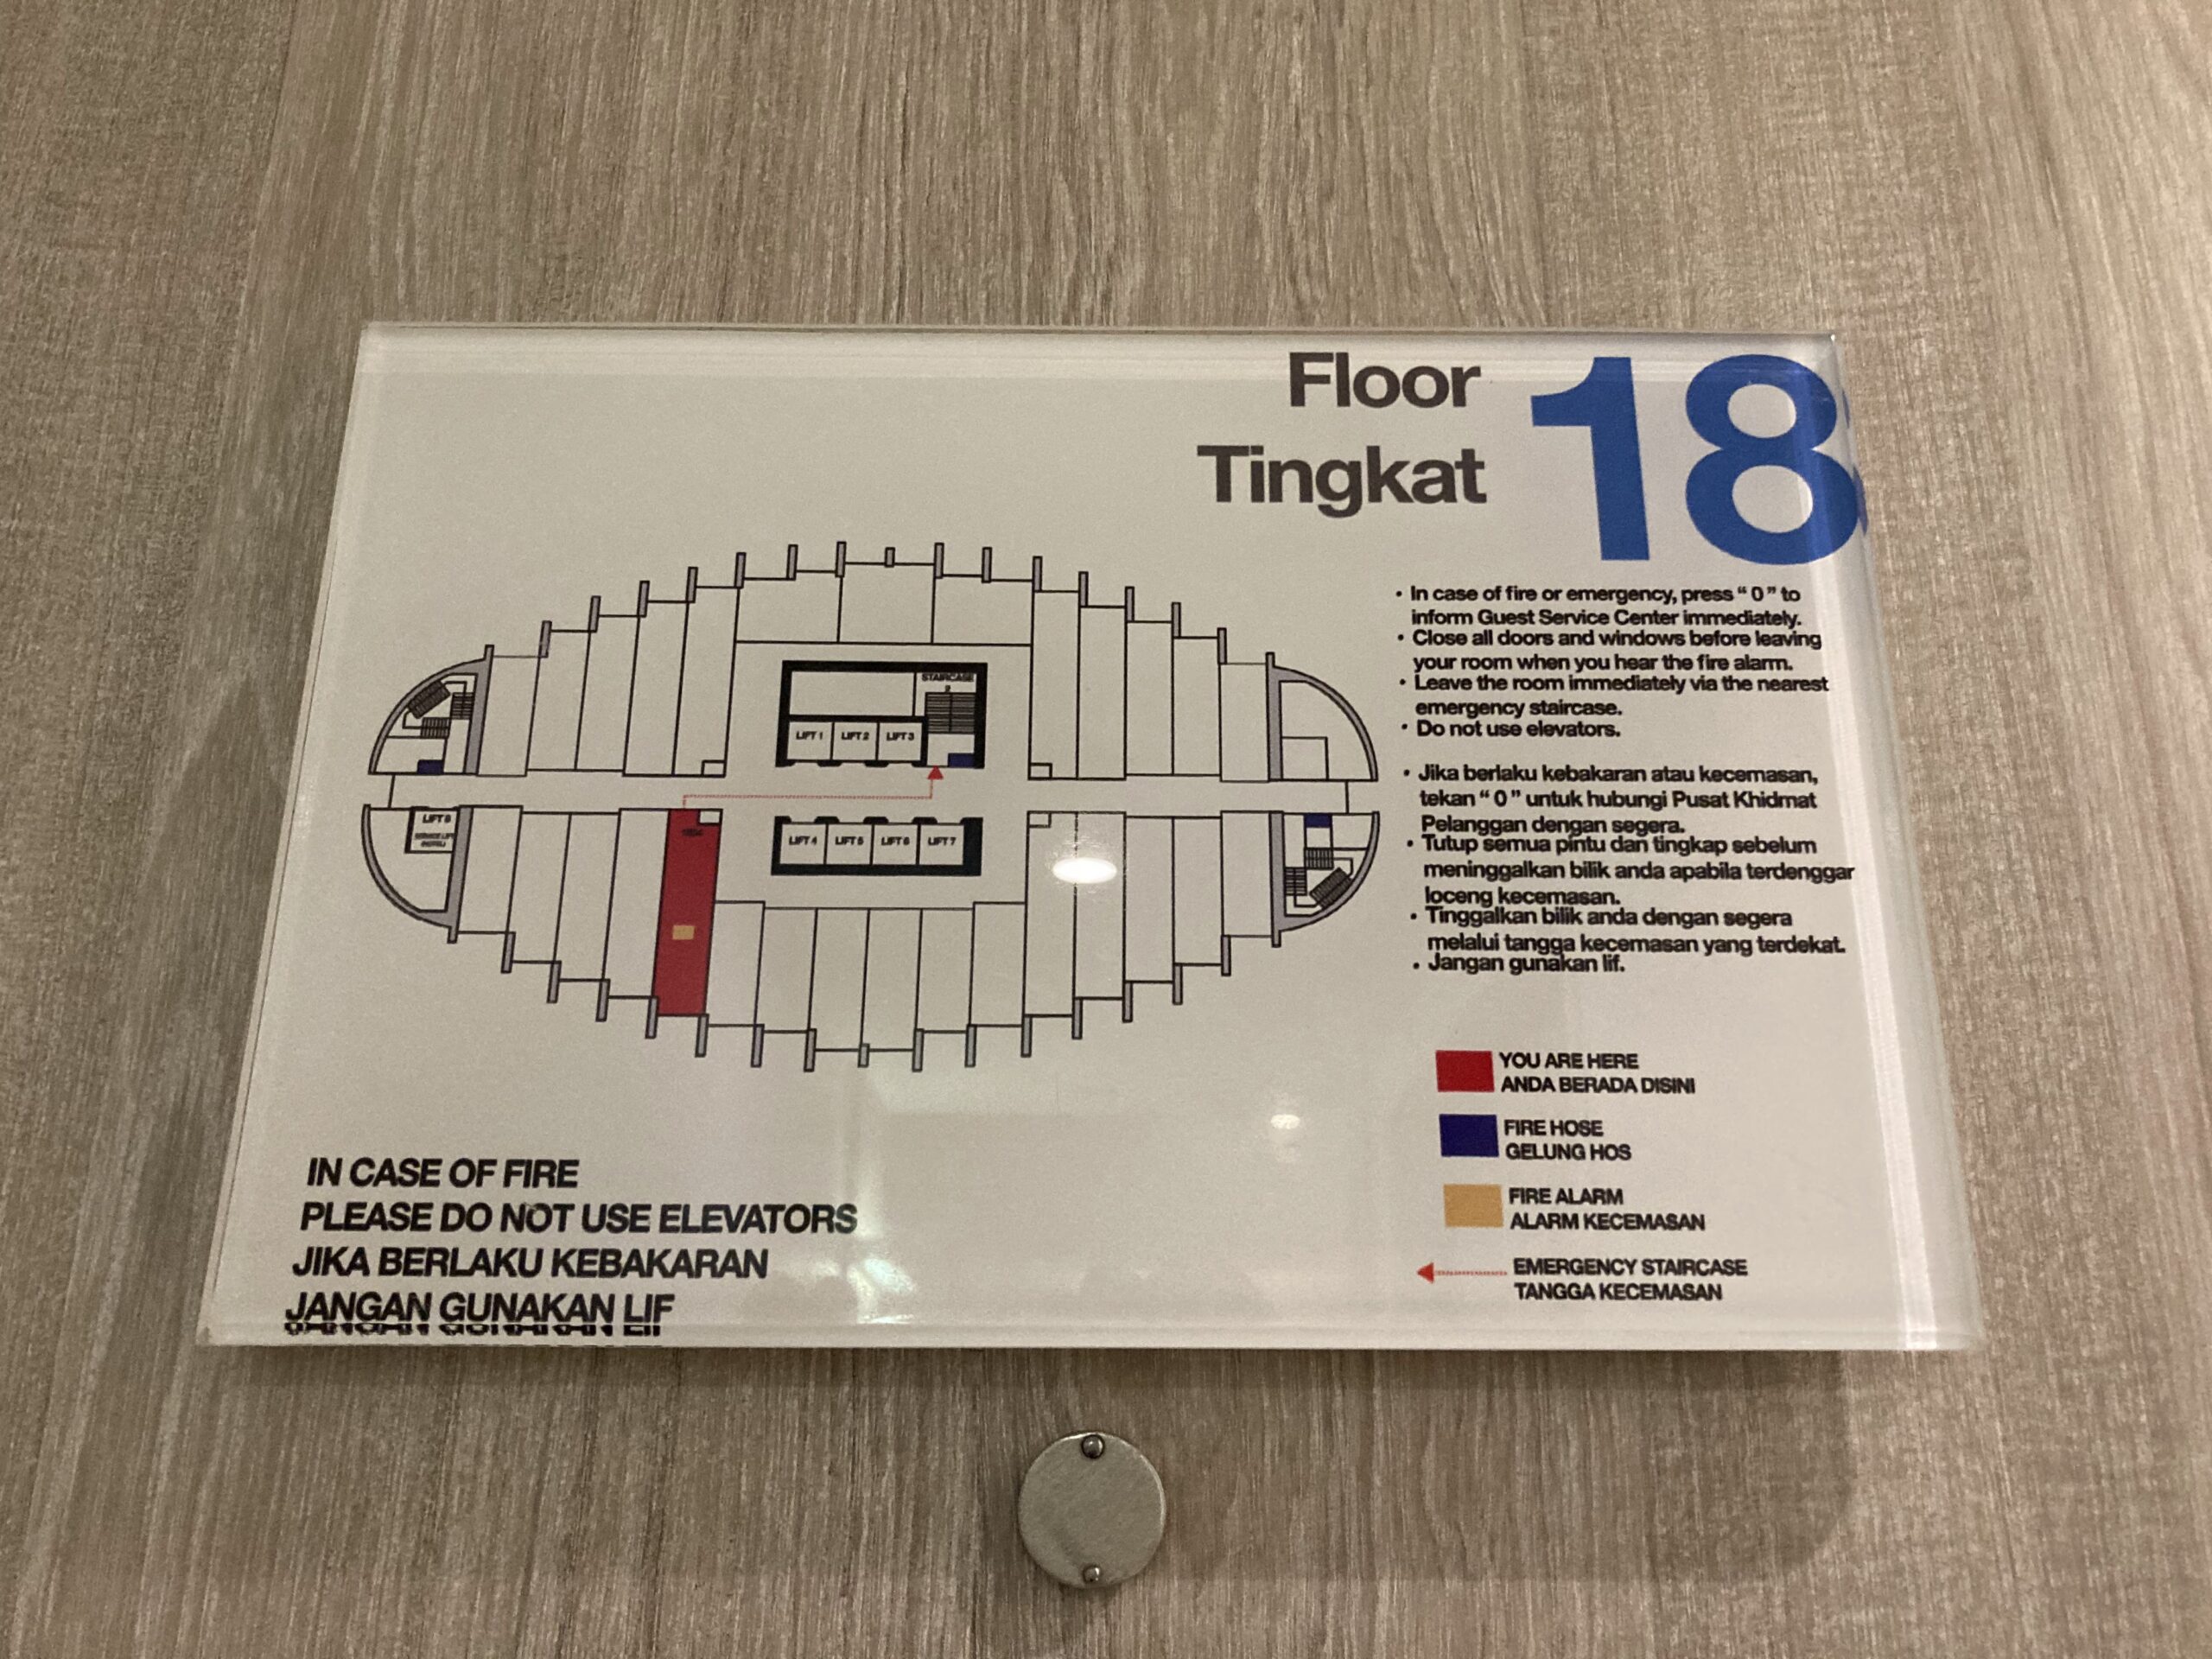 Floor
Tingkat
18
• In case of fire or emergency, press “ 0 ” to
inform Guest Service Center immediately.
• Close all doors and windows before leaving
your room when you hear the fire alarm.
• Leave the room immediately via the nearest
emergency staircase.
• Do not use elevators.
• Jika berlaku kebakaran atau kecemasan,
tekan “ 0 ” untuk hubungi Pusat Khidmat
Pelanggan dengan segera.
• Tutup semua pintu dan tingkap sebelum
meninggalkan bilik anda apabila terdenggar
loceng kecemasan.
• Tinggalkan bilik anda dengan segera
melalui tangga kecemasan yang terdekat.
• Jangan gunakan lif.
STAIRCASE
2
LIFT 1 LIFT 2 LIFT 3
LIFT 8
SERVICE LIFT
(HOTEL)
LIFT 4 LIFT 5 LIFT 6 LIFT 7
YOU ARE HERE
ANDA BERADA DISINI
FIRE HOSE
GELUNG HOS
FIRE ALARM
ALARM KECEMASAN
EMERGENCY STAIRCASE
TANGGA KECEMASAN
IN CASE OF FIRE
PLEASE DO NOT USE ELEVATORS
JIKA BERLAKU KEBAKARAN
JANGAN GUNAKAN LIF